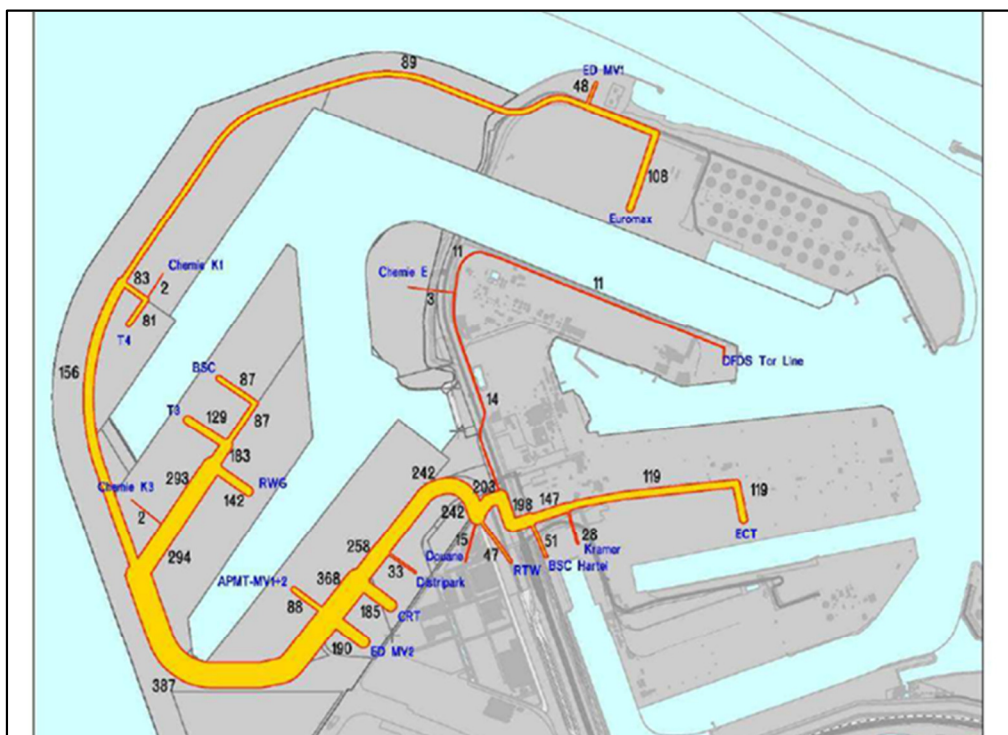 89
ED MV1
48
108
Euromax
Chemie K1
83
2
81
T4
Chemie E
3
11
11
DFDS Tor Line
156
BSC
87
T3
129
87
14
183
293
RWG
142
Chemie K3
2
294
242
203
242
198
147
119
119
ECT
28
Kramer
51
BSC Hartel
47
RTW
15
Douane
258
33
Distripark
368
APMT-MV1+2
88
185
CRT
190
ED MV2
387